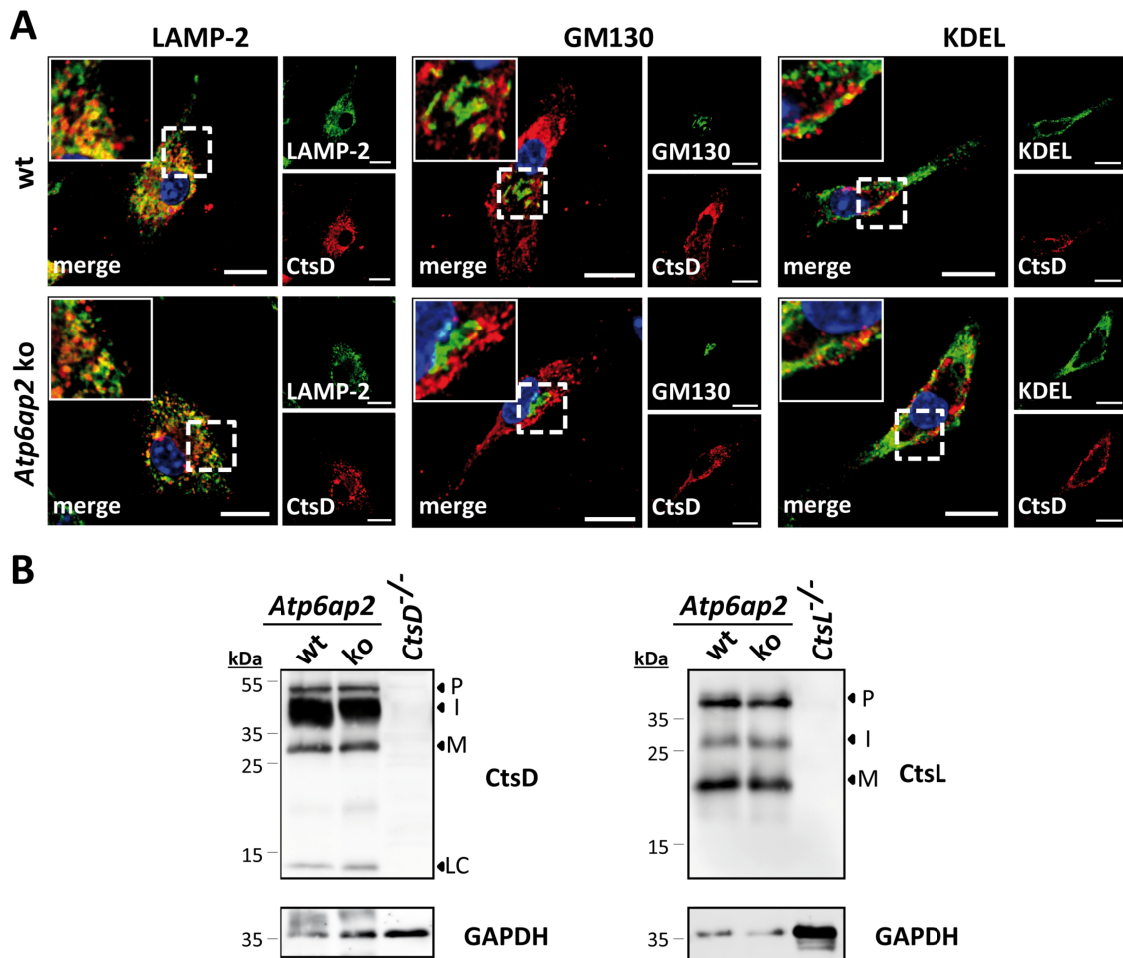 A
LAMP-2 GM130 KDEL
wt
merge LAMP-2 CtsD merge GM130 CtsD merge KDEL CtsD
Atp6ap2 ko
merge LAMP-2 CtsD merge GM130 CtsD merge KDEL CtsD
B
Atp6ap2 CtsD-/-
wt ko
kDa
55 P
I
35 M
25
CtsD
15 LC
35 GAPDH
Atp6ap2 CtsL-/-
wt ko
kDa
P
35
I
25
M CtsL
15
35 GAPDH